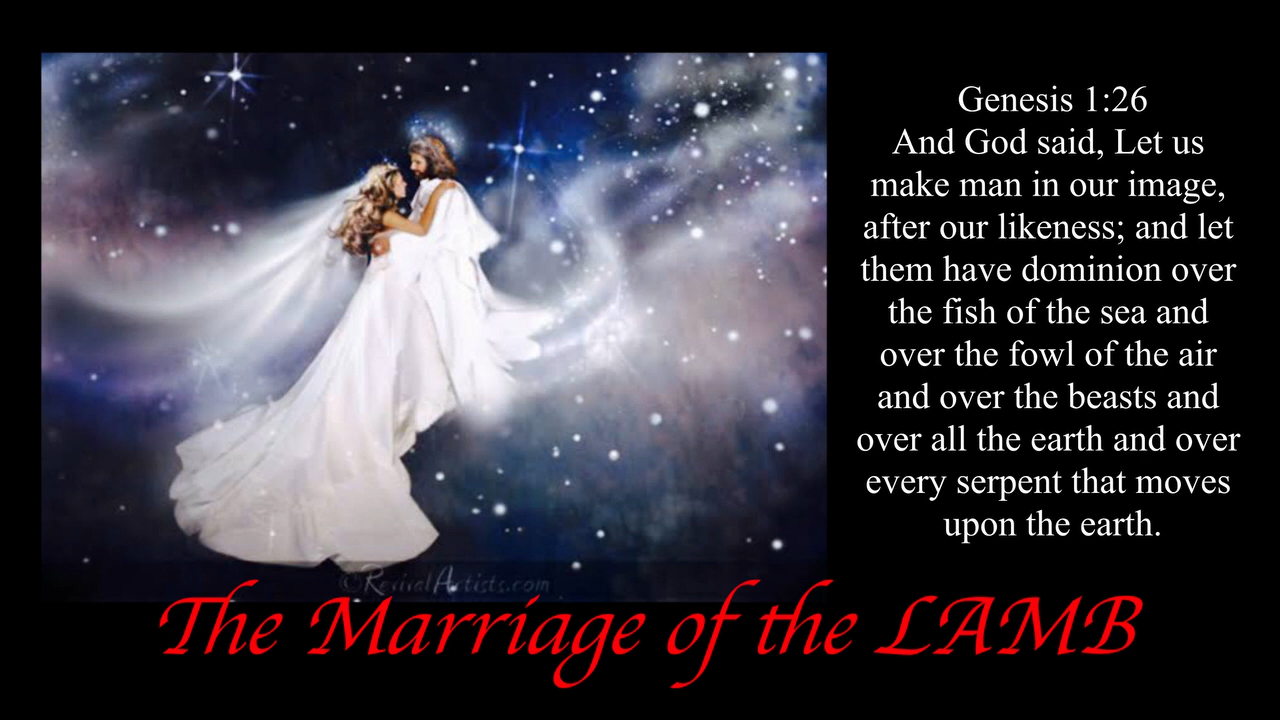 Genesis 1:26
And God said, Let us
make man in our image,
after our likeness; and let
them have dominion over
the fish of the sea and
over the fowl of the air
and over the beasts and
over all the earth and over
every serpent that moves
upon the earth.
©RevivalArtists.com
The Marriage of the LAMB